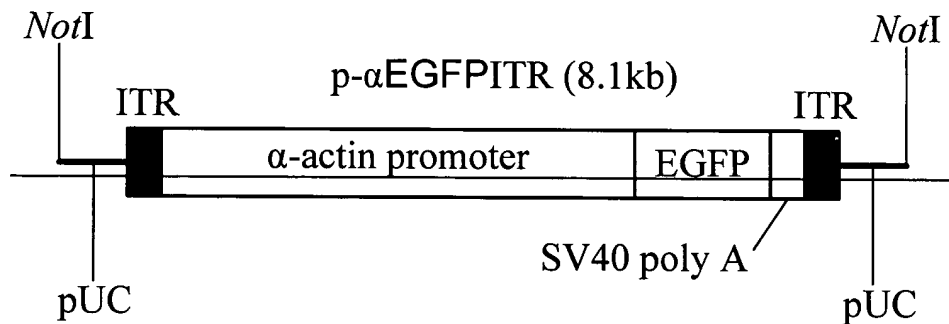 NotI
NotI
p-αEGFPITR (8.1kb)
ITR
ITR
α-actin promoter
EGFP
SV40 poly A
pUC
pUC